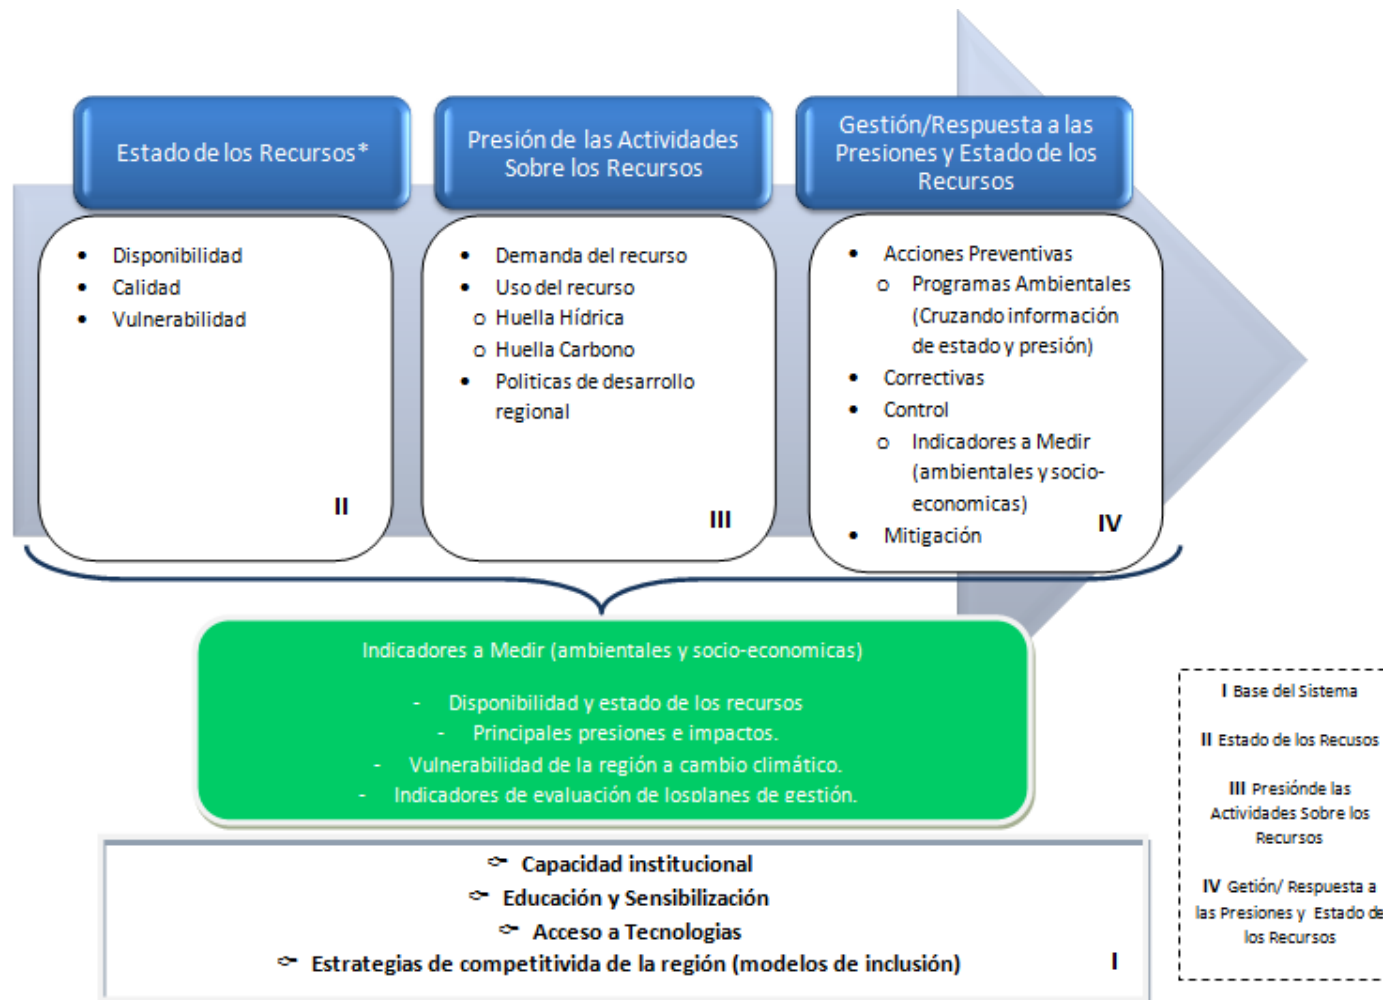 Estado de los Recursos*
Presión de las Actividades
Sobre los Recursos
Gestión/Respuesta a las
Presiones y Estado de los
Recursos
• Disponibilidad
• Calidad
• Vulnerabilidad
II
• Demanda del recurso
• Uso del recurso
o Huella Hídrica
o Huella Carbono
• Politicas de desarrollo
regional
III
• Acciones Preventivas
o Programas Ambientales
(Cruzando información
de estado y presión)
• Correctivas
• Control
o Indicadores a Medir
(ambientales y socio-
economicas)
• Mitigación
IV
Indicadores a Medir (ambientales y socio-economicas)
- Disponibilidad y estado de los recursos
- Principales presiones e impactos.
- Vulnerabilidad de la región a cambio climático.
- Indicadores de evaluación de losplanes de gestión.
Capacidad institucional
Educación y Sensibilización
Acceso a Tecnologias
Estrategias de competitivida de la región (modelos de inclusión)
I
I Base del Sistema
II Estado de los Recusos
III Presiónde las
Actividades Sobre los
Recursos
IV Getión/ Respuesta a
las Presiones y Estado de
los Recursos